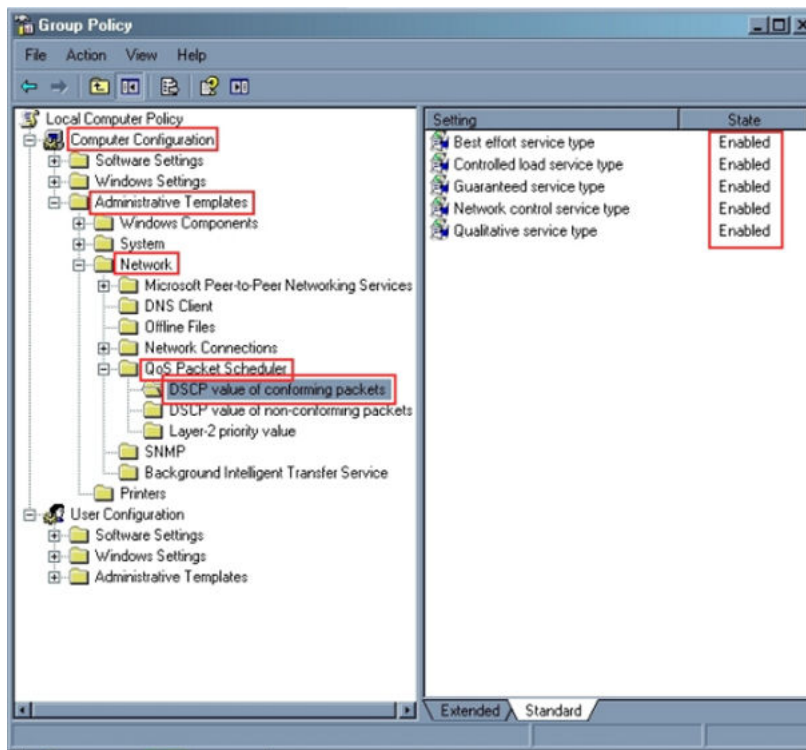 Group Policy
File Action View Help
Local Computer Policy
Computer Configuration
Software Settings
Windows Settings
Administrative Templates
Windows Components
System
Network
Microsoft Peer-to-Peer Networking Services
DNS Client
Offline Files
Network Connections
QoS Packet Scheduler
DSCP value of conforming packets
DSCP value of non-conforming packets
Layer-2 priority value
SNMP
Background Intelligent Transfer Service
Printers
User Configuration
Software Settings
Windows Settings
Administrative Templates
Setting State
Best effort service type Enabled
Controlled load service type Enabled
Guaranteed service type Enabled
Network control service type Enabled
Qualitative service type Enabled
Extended Standard